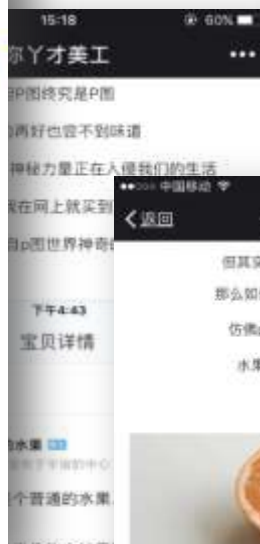 15:18
60%
你丫才美工
P图终究是P图
再好也尝不到味道
神秘力量正在入侵我们的生活
在网上就买到
p图世界神奇
中国移动
返回
但其实
那么如
仿佛
水果
下午4:43
宝贝详情
水果
个普通的水果